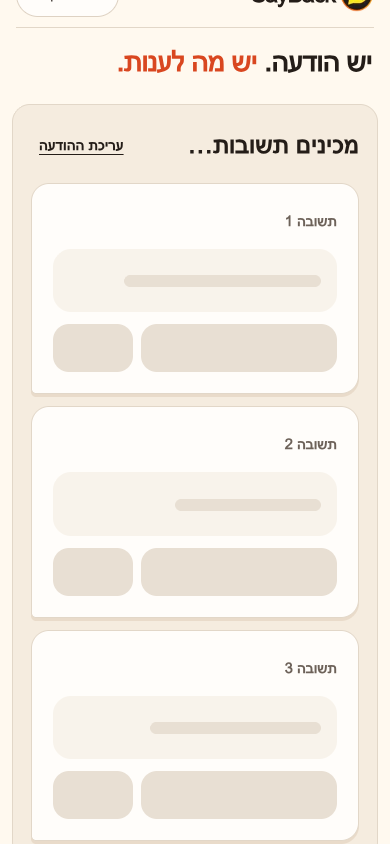 SayBack
יש הודעה. יש מה לענות.
מכינים תשובות...
עריכת ההודעה
תשובה 1
תשובה 2
תשובה 3